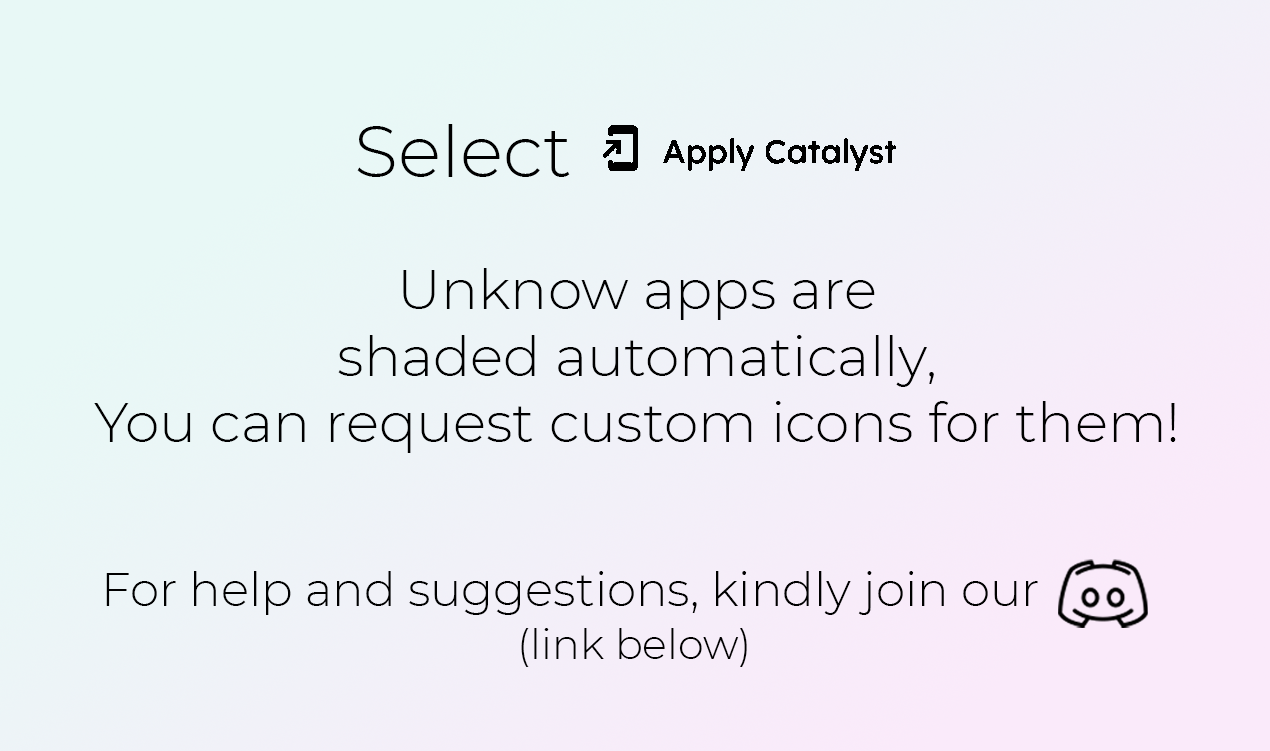 Select Apply Catalyst
Unknow apps are
shaded automatically,
You can request custom icons for them!
For help and suggestions, kindly join our
(link below)